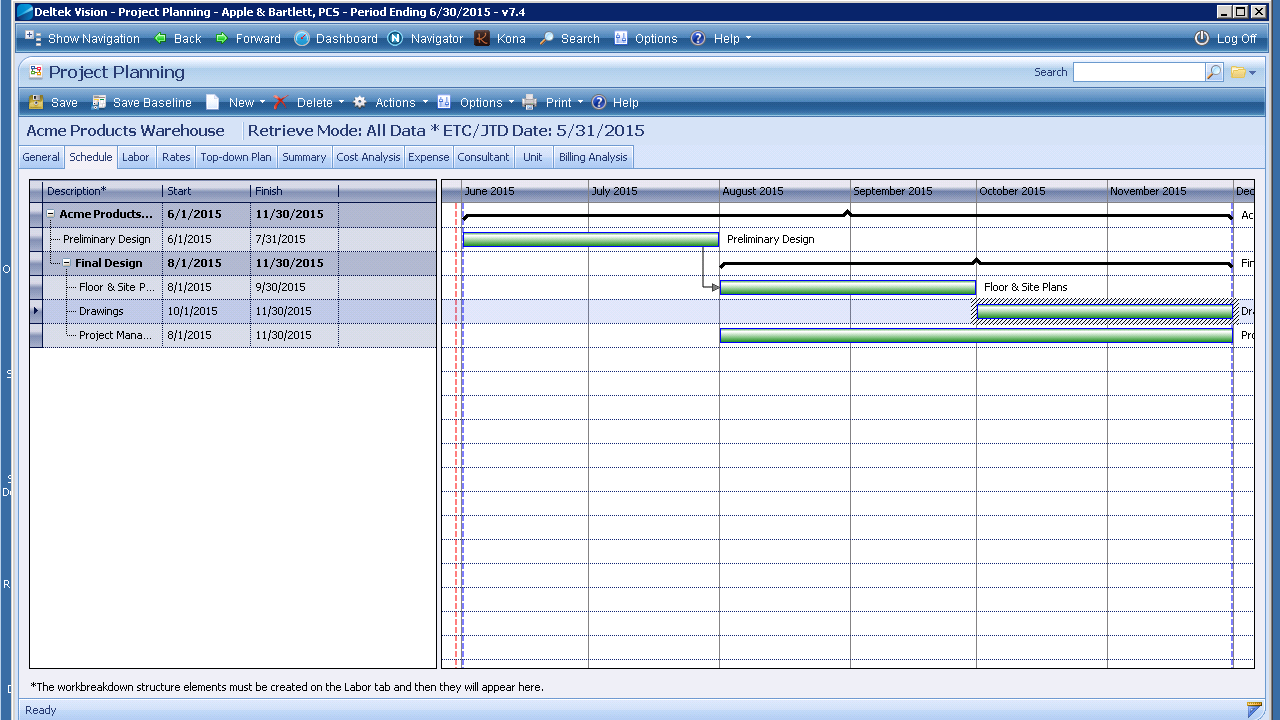 Deltek Vision - Project Planning - Apple & Bartlett, PCS - Period Ending 6/30/2015 - v7.4
Show Navigation Back Forward Dashboard Navigator Kona Search Options Help Log Off
Project Planning Search
Save Save Baseline New Delete Actions Options Print Help
Acme Products Warehouse Retrieve Mode: All Data * ETC/JTD Date: 5/31/2015
General Schedule Labor Rates Top-down Plan Summary Cost Analysis Expense Consultant Unit Billing Analysis
Description* Start Finish June 2015 July 2015 August 2015 September 2015 October 2015 November 2015 Dec
Acme Products... 6/1/2015 11/30/2015 Ac
Preliminary Design 6/1/2015 7/31/2015 Preliminary Design
Final Design 8/1/2015 11/30/2015 Fin
Floor & Site P... 8/1/2015 9/30/2015 Floor & Site Plans
Drawings 10/1/2015 11/30/2015 Dra
Project Mana... 8/1/2015 11/30/2015 Pro
*The workbreakdown structure elements must be created on the Labor tab and then they will appear here.
Ready